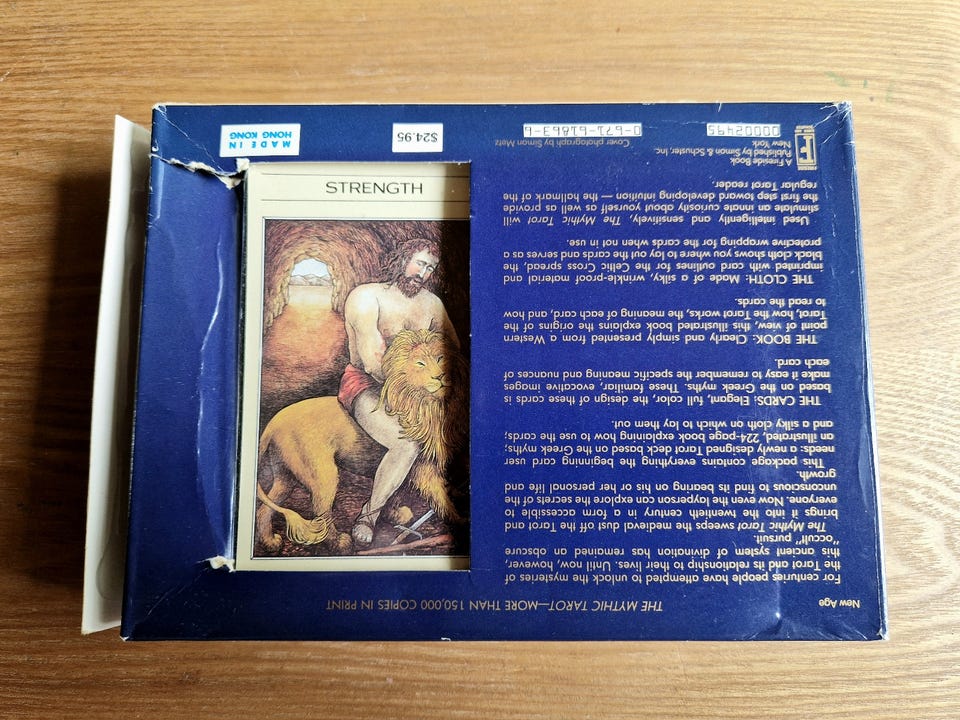 STRENGTH
New Age
THE MYTHIC TAROT—MORE THAN 150,000 COPIES IN PRINT
For centuries people have attempted to unlock the mysteries of
the Tarot and its relationship to their lives. Until now, however,
this ancient system of divination has remained an obscure
"occult" pursuit.
The Mythic Tarot sweeps the medieval dust off the Tarot and
brings it into the twentieth century in a form accessible to
everyone. Now even the layperson can explore the secrets of the
unconscious to find its bearing on his or her personal life and
growth.
This package contains everything the beginning card user
needs: a newly designed Tarot deck based on the Greek myths;
an illustrated, 224-page book explaining how to use the cards;
and a silky cloth on which to lay them out.
THE CARDS: Elegant, full color, the design of these cards is
based on the Greek myths. These familiar, evocative images
make it easy to remember the specific meaning and nuances of
each card.
THE BOOK: Clearly and simply presented from a Western
point of view, this illustrated book explains the origins of the
Tarot, how the Tarot works, the meaning of each card, and how
to read the cards.
THE CLOTH: Made of a silky, wrinkle-proof material and
imprinted with card outlines for the Celtic Cross spread, the
black cloth shows you where to lay out the cards and serves as a
protective wrapping for the cards when not in use.
Used intelligently and sensitively, The Mythic Tarot will
stimulate an innate curiosity about yourself as well as provide
the first step toward developing intuition — the hallmark of the
regular Tarot reader.
A Fireside Book
Published by Simon & Schuster, Inc.
New York
Cover photograph by Simon Metz
00002495
0-671-61863-6
$24.95
MADE IN
HONG KONG